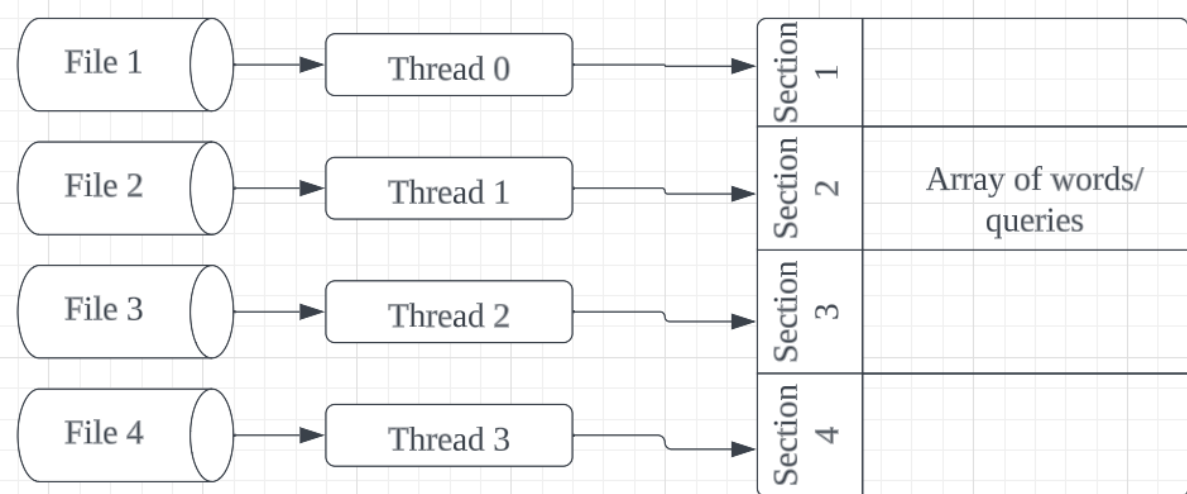 File 1
Thread 0
Section
1
File 2
Thread 1
Section
2
Array of words/
queries
File 3
Thread 2
Section
3
File 4
Thread 3
Section
4